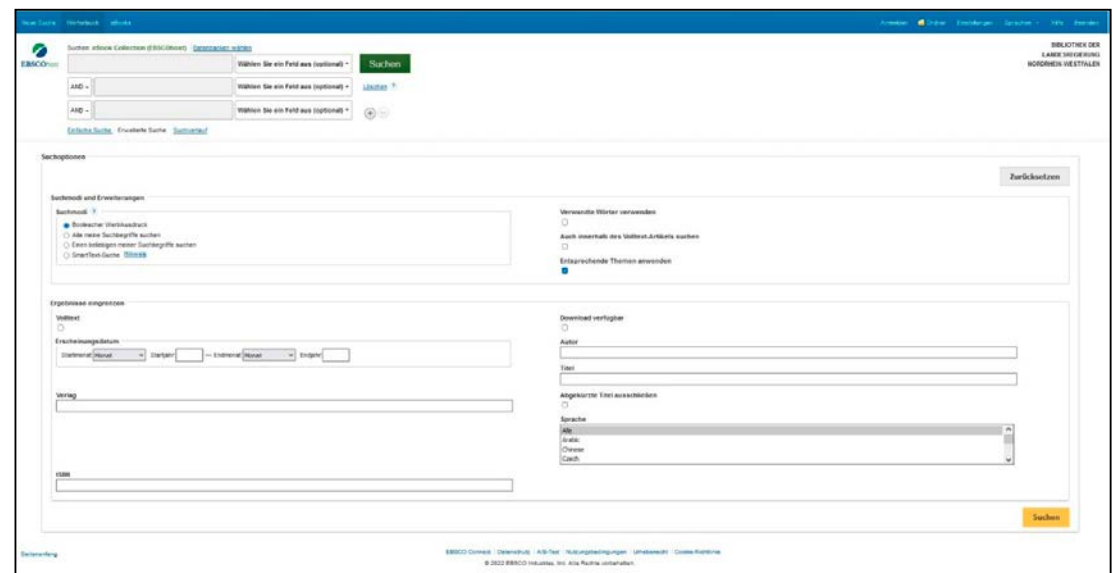 Neue Suche Wörterbuch eBooks
Anmelden Ordner Einstellungen Sprachen Hilfe Beenden
Suchen: eBook Collection (EBSCOhost) Datenbanken wählen
Wählen Sie ein Feld aus (optional) Suchen
AND Wählen Sie ein Feld aus (optional) Löschen ?
AND Wählen Sie ein Feld aus (optional)
Einfache Suche Erweiterte Suche Suchverlauf
EBSCOhost
BIBLIOTHEK DER
LANDESREGIERUNG
NORDRHEIN-WESTFALEN
Suchoptionen
Zurücksetzen
Suchmodi und Erweiterungen
Suchmodi ?
Boolescher Wert/Ausdruck
Alle meine Suchbegriffe suchen
Einen beliebigen meiner Suchbegriffe suchen
SmartText-Suche Hinweis
Verwandte Wörter verwenden
Auch innerhalb des Volltext-Artikels suchen
Entsprechende Themen anwenden
Ergebnisse eingrenzen
Volltext
Erscheinungsdatum
Startmonat Monat Startjahr — Endmonat Monat Endjahr
Verlag
ISBN
Download verfügbar
Autor
Titel
Abgekürzte Titel ausschließen
Sprache
Alle
Arabic
Chinese
Czech
Suchen
Seitenanfang
EBSCO Connect Datenschutz A/B-Test Nutzungsbedingungen Urheberrecht Cookie-Richtlinie
© 2022 EBSCO Industries, Inc. Alle Rechte vorbehalten.